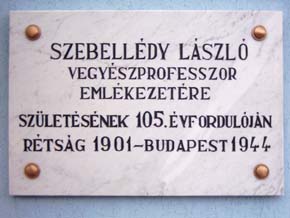 SZEBELLÉDY LÁSZLÓ
VEGYÉSZPROFESSZOR
EMLÉKEZETÉRE
SZÜLETÉSÉNEK 105. ÉVFORDULÓJÁN
RÉTSÁG 1901-BUDAPEST 1944